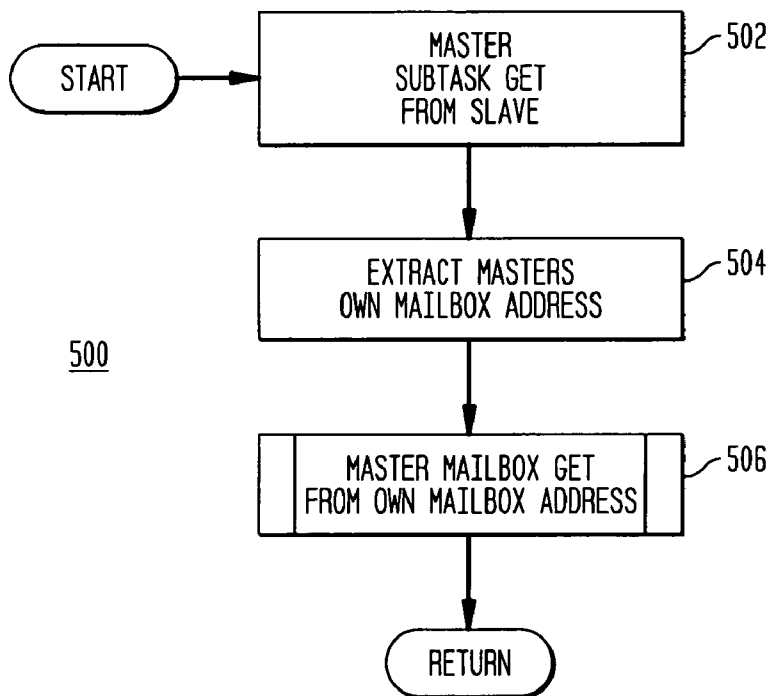 START
MASTER
SUBTASK GET
FROM SLAVE
502
EXTRACT MASTERS
OWN MAILBOX ADDRESS
504
500
MASTER MAILBOX GET
FROM OWN MAILBOX ADDRESS
506
RETURN